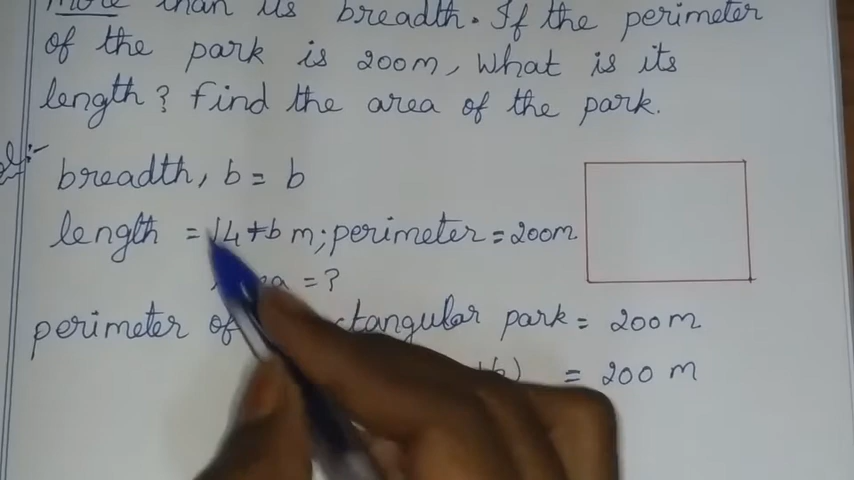 more than its breadth. If the perimeter
of the park is 200m, what is its
length? find the area of the park.
breadth, b = b
length = 14+b m; perimeter = 200m
= ?
perimeter of park = 200 m
= 200 m